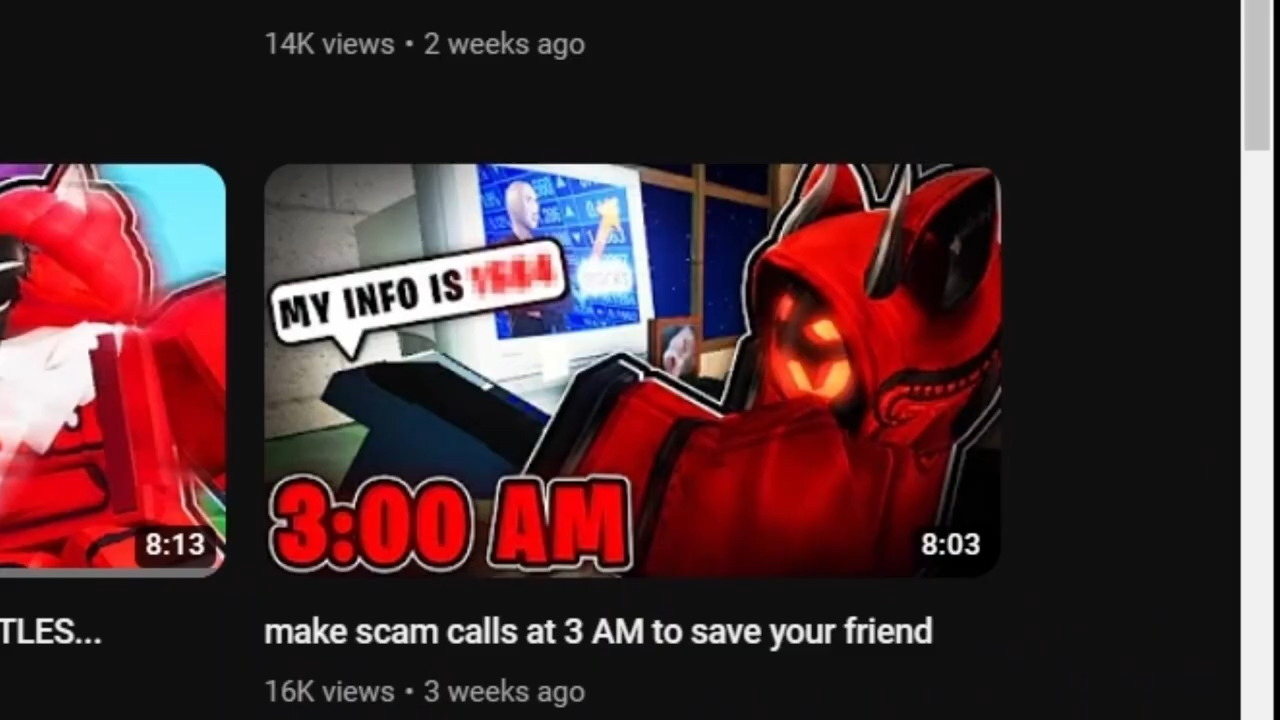 14K views • 2 weeks ago
MY INFO IS
3:00 AM
8:13
8:03
TLES...
make scam calls at 3 AM to save your friend
16K views • 3 weeks ago